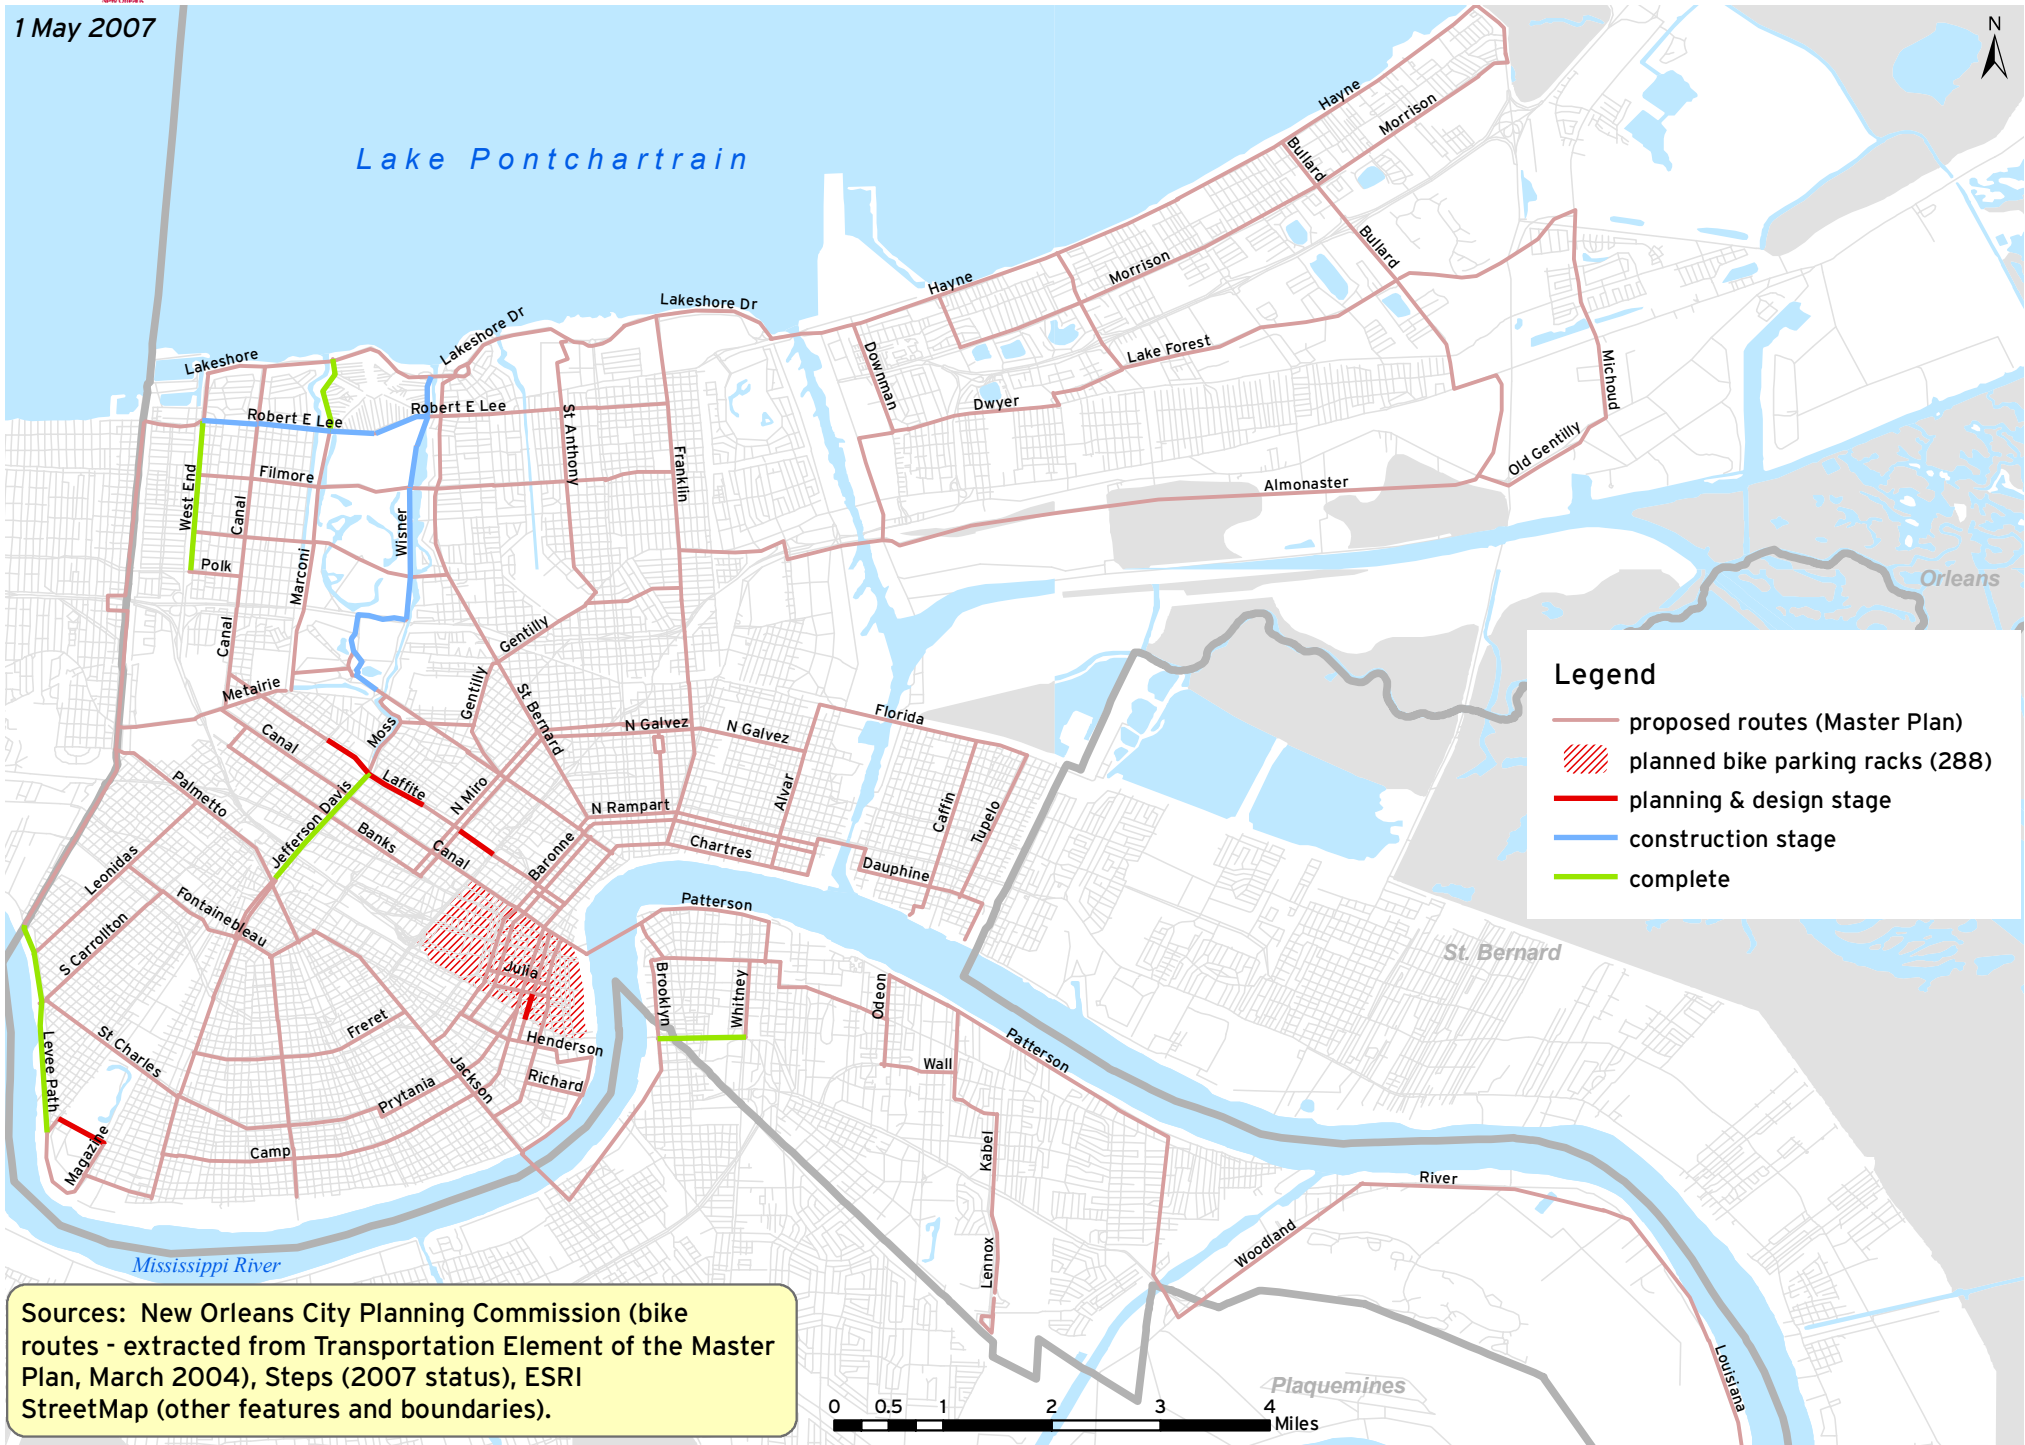 1 May 2007
N
Lake Pontchartrain
Hayne
Morrison
Bullard
Bullard
Hayne
Morrison
Lakeshore Dr
Lakeshore Dr
Lakeshore
Downman
Lake Forest
Dwyer
Michoud
Robert E Lee
Robert E Lee
St Anthony
Franklin
Filmore
West End
Canal
Wisner
Old Gentilly
Almonaster
Polk
Marconi
Canal
Gentilly
Gentilly
Orleans
Metairie
St Bernard
Moss
Canal
N Galvez
N Galvez
Florida
Legend
proposed routes (Master Plan)
planned bike parking racks (288)
planning & design stage
construction stage
complete
Palmetto
Jefferson Davis
Laffite
N Miro
N Rampart
Alvar
Caffin
Tupelo
Banks
Canal
Baronne
Chartres
Dauphine
Leonidas
Fontainebleau
S Carrollton
Patterson
Julia
Brooklyn
Whitney
Odeon
St. Bernard
Levee Path
St Charles
Freret
Henderson
Jackson
Richard
Prytania
Wall
Patterson
Magazine
Camp
Kabel
River
Woodland
Lennox
Louisiana
Mississippi River
Plaquemines
Sources: New Orleans City Planning Commission (bike
routes - extracted from Transportation Element of the Master
Plan, March 2004), Steps (2007 status), ESRI
StreetMap (other features and boundaries).
0 0.5 1 2 3 4
Miles